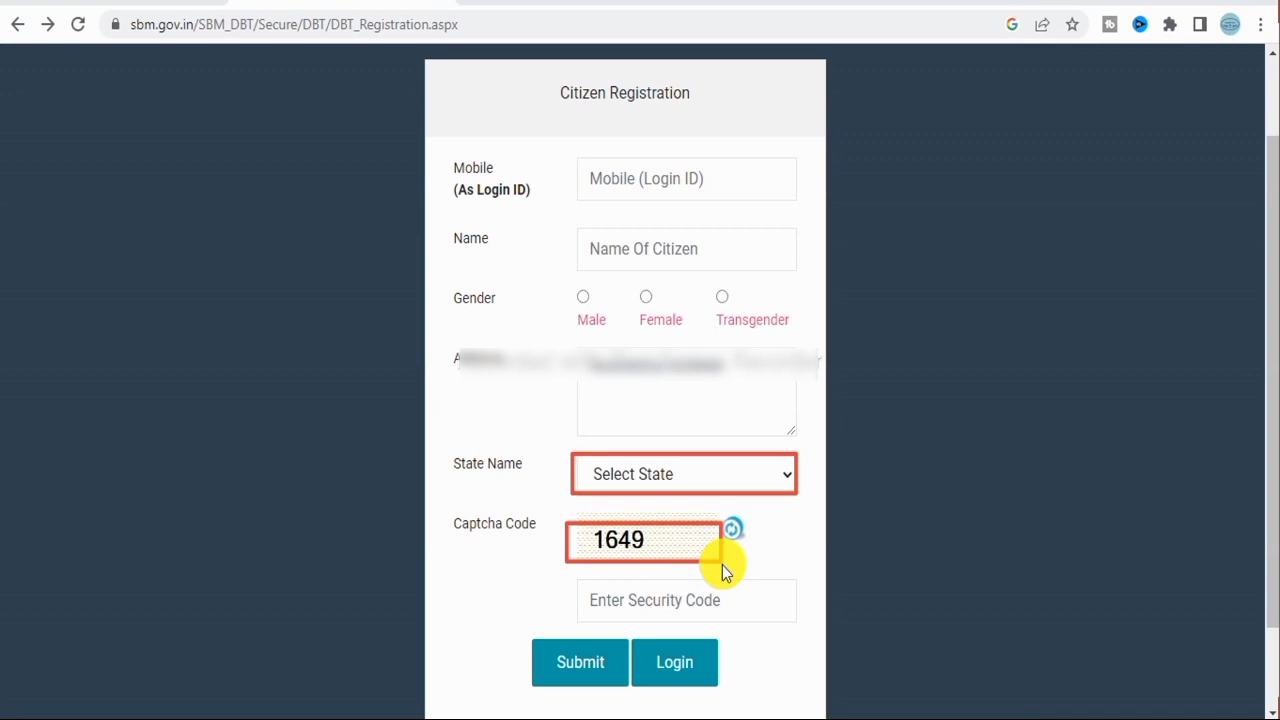 sbm.gov.in/SBM_DBT/Secure/DBT/DBT_Registration.aspx
Citizen Registration
Mobile
(As Login ID)
Mobile (Login ID)
Name
Name Of Citizen
Gender
Male Female Transgender
State Name
Select State
Captcha Code
1649
Enter Security Code
Submit Login